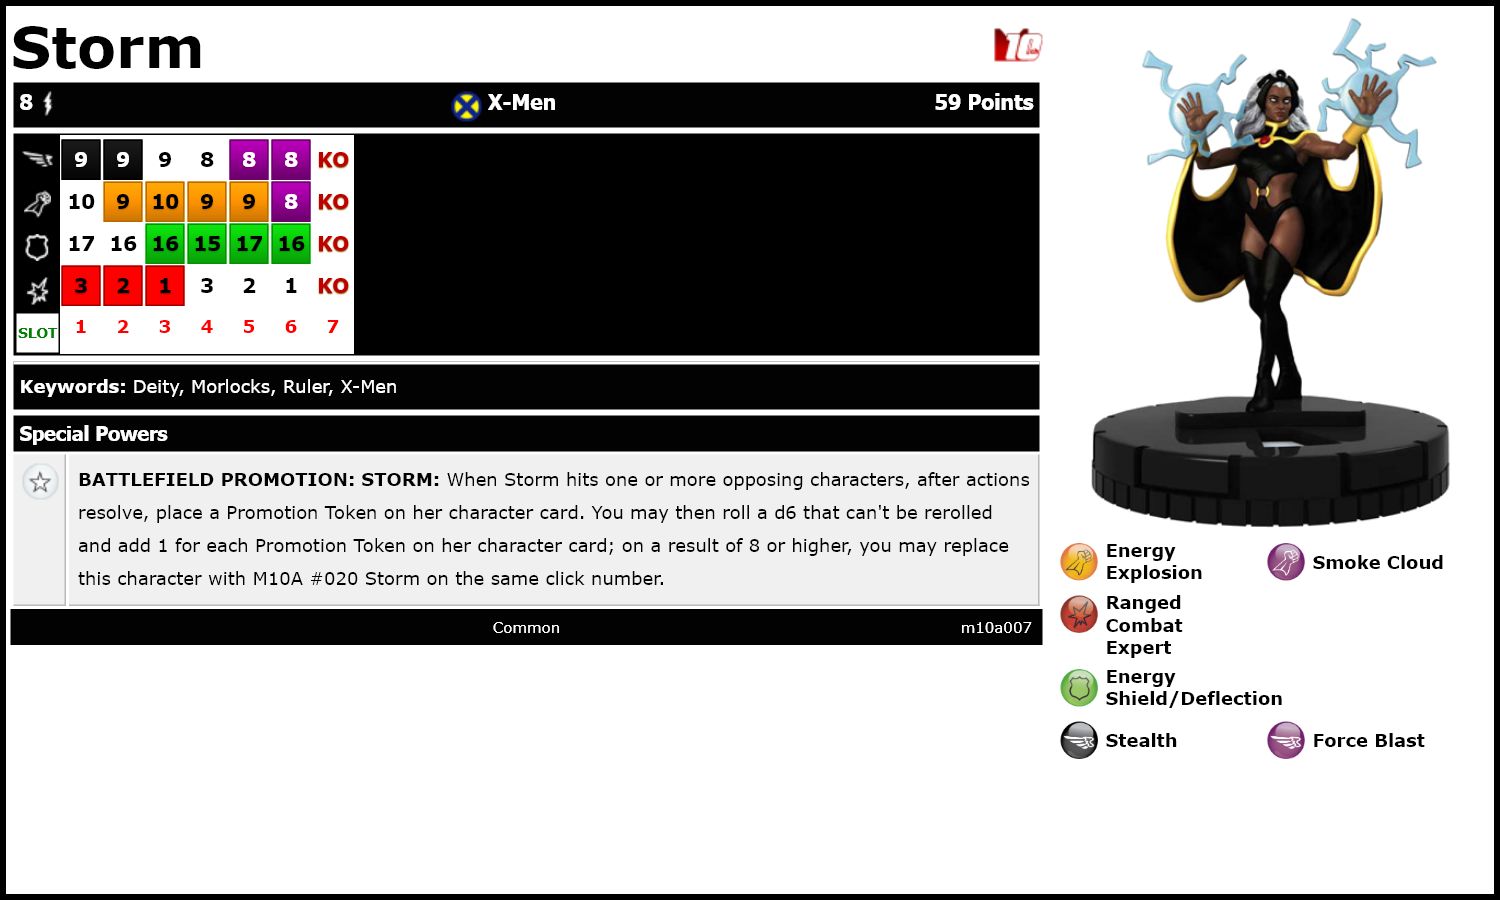 Storm
10
8 X-Men 59 Points
9 9 9 8 8 8 KO
10 9 10 9 9 8 KO
17 16 16 15 17 16 KO
3 2 1 3 2 1 KO
SLOT 1 2 3 4 5 6 7
Keywords: Deity, Morlocks, Ruler, X-Men
Special Powers
BATTLEFIELD PROMOTION: STORM: When Storm hits one or more opposing characters, after actions
resolve, place a Promotion Token on her character card. You may then roll a d6 that can't be rerolled
and add 1 for each Promotion Token on her character card; on a result of 8 or higher, you may replace
this character with M10A #020 Storm on the same click number.
Common m10a007
Energy
Explosion
Smoke Cloud
Ranged
Combat
Expert
Energy
Shield/Deflection
Stealth
Force Blast